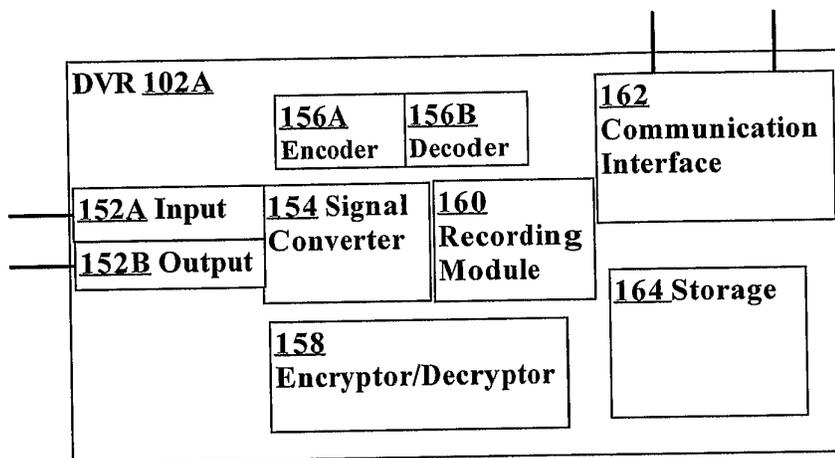 DVR 102A
156A
Encoder
156B
Decoder
162
Communication
Interface
152A Input
152B Output
154 Signal
Converter
160
Recording
Module
164 Storage
158
Encryptor/Decryptor